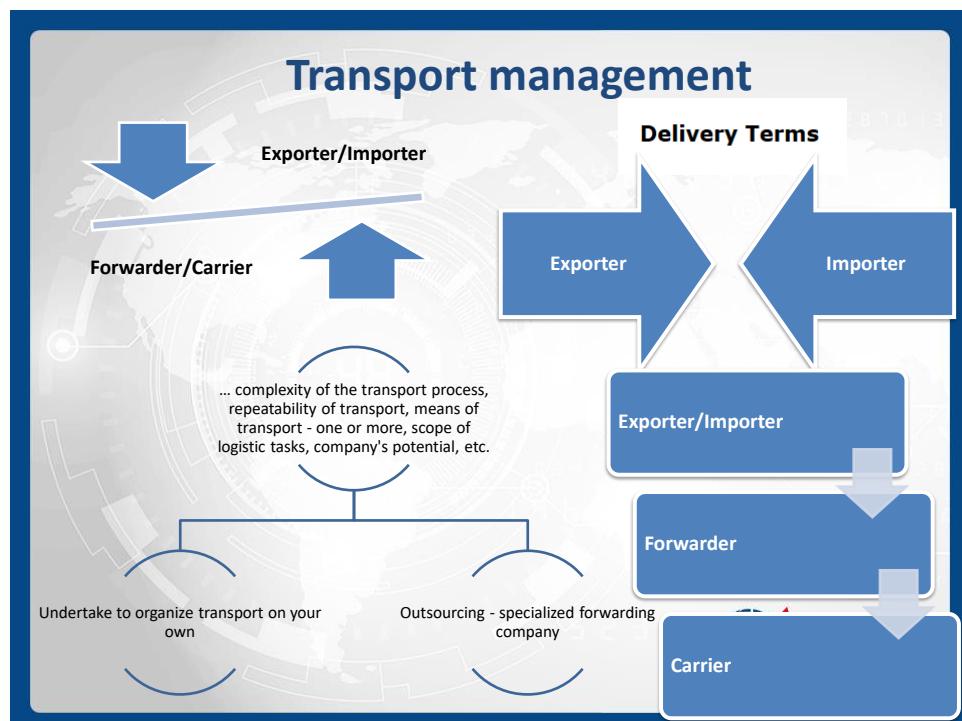 Transport management
Delivery Terms
Exporter/Importer
Forwarder/Carrier
Exporter
Importer
... complexity of the transport process,
repeatability of transport, means of
transport - one or more, scope of
logistic tasks, company's potential, etc.
Undertake to organize transport on your
own
Outsourcing - specialized forwarding
company
Exporter/Importer
Forwarder
Carrier